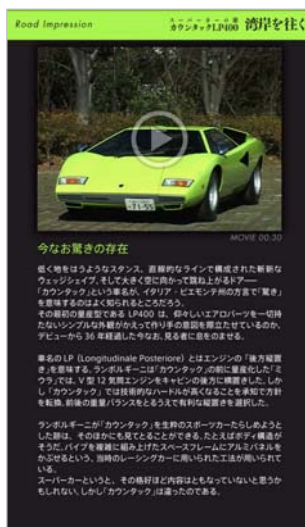 Road Impression
スーパーカーの華
カウンタックLP400 湾岸を往く
MOVIE 00:30
今なお驚きの存在
低く地をはうようなスタンス、直線的なラインで構成された斬新な
ウェッジシェイプ、そして大きく空に向かって跳ね上がるドアー
「カウンタック」という車名が、イタリア・ピエモンテ州の方言で「驚き」
を意味するのはよく知られるところだろう。
その最初の量産型である LP400 は、仰々しいエアロパーツを一切持
たないシンプルな外観がかえって作り手の意図を際立たせているのか、
デビューから 36 年経過した今なお、見る者に息をのませる。
車名の LP (Longitudinale Posteriore) とはエンジンの「後方縦置
き」を意味する。ランボルギーニは「カウンタック」の前に量産化した「ミ
ウラ」では、V 型 12 気筒エンジンをキャビンの後方に横置きした。しか
し「カウンタック」では技術的なハードルが高くなることを承知で方針
を転換、前後の重量バランスをとるうえで有利な縦置きを選択した。
ランボルギーニが「カウンタック」を生粋のスポーツカーたらしめようと
した跡は、そのほかにも見てとることができる。たとえばボディ構造が
そうだ。パイプを複雑に組み上げたスペースフレームにアルミパネルを
かぶせるという、当時のレーシングカーに用いられた工法が用いられて
いる。
スーパーカーというと、その格好ほど内容はともなっていないと思うか
もしれない。しかし「カウンタック」は違ったのである。